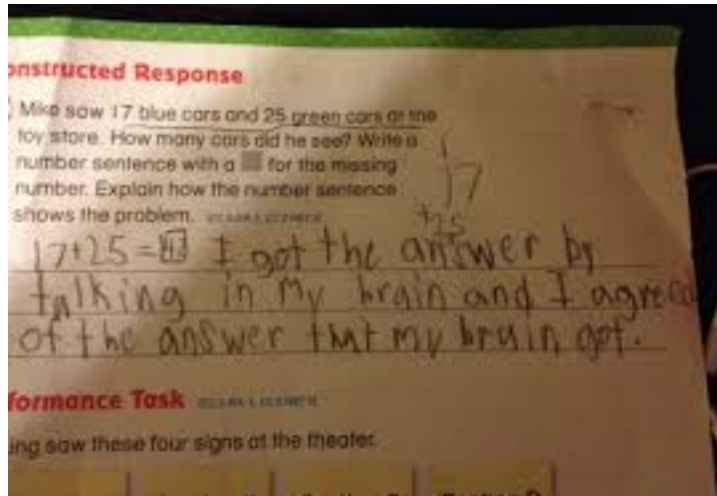 onstructed Response
Mike saw 17 blue cars and 25 green cars at the
toy store. How many cars did he see? Write a
number sentence with a for the missing
number. Explain how the number sentence
shows the problem.
1
17
+25
17+25= I got the answer by
talking in my brain and I agreed
of the answer that my brain got.
formance Task
ing saw these four signs at the theater.